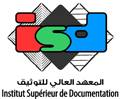 isd
المعهد العالي للتوثيق
Institut Supérieur de Documentation